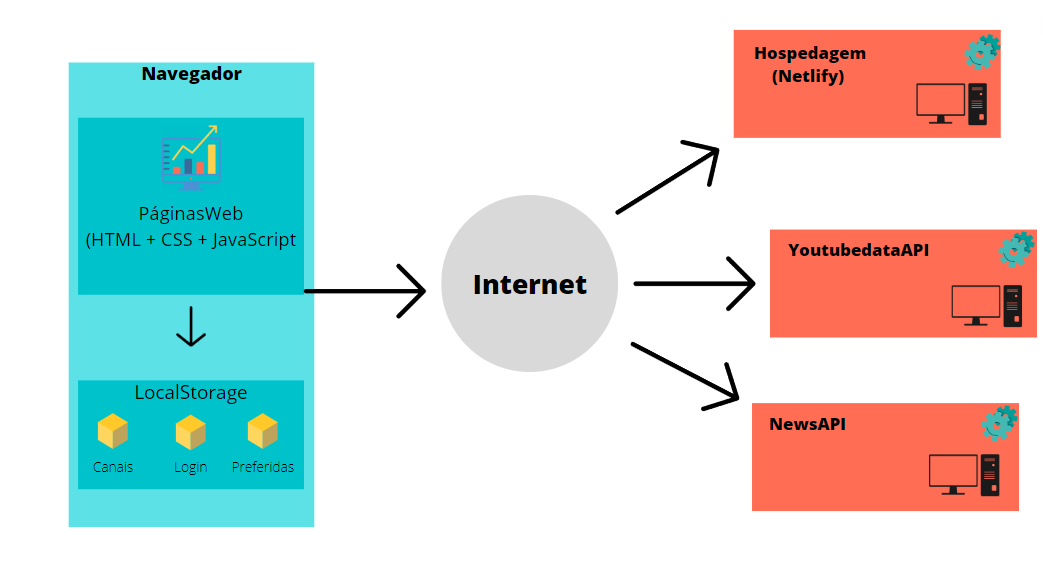 Navegador
PáginasWeb
(HTML + CSS + JavaScript
LocalStorage
Canais
Login
Preferidas
Internet
Hospedagem
(Netlify)
YoutubedataAPI
NewsAPI